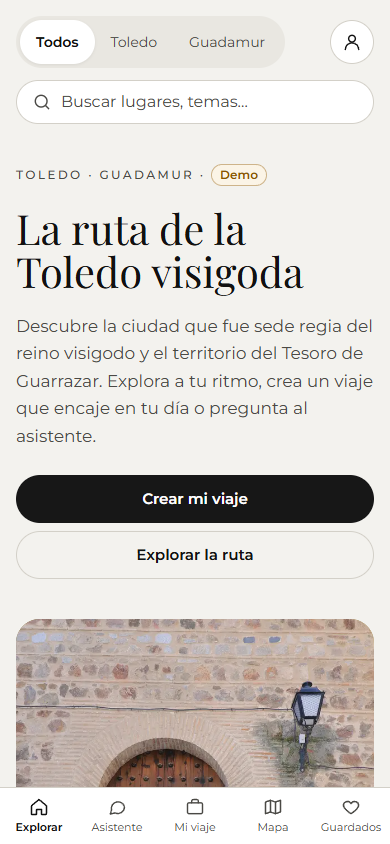 Todos Toledo Guadamur
Buscar lugares, temas...
TOLEDO · GUADAMUR · Demo
La ruta de la
Toledo visigoda
Descubre la ciudad que fue sede regia del
reino visigodo y el territorio del Tesoro de
Guarrazar. Explora a tu ritmo, crea un viaje
que encaje en tu día o pregunta al
asistente.
Crear mi viaje
Explorar la ruta
Explorar Asistente Mi viaje Mapa Guardados